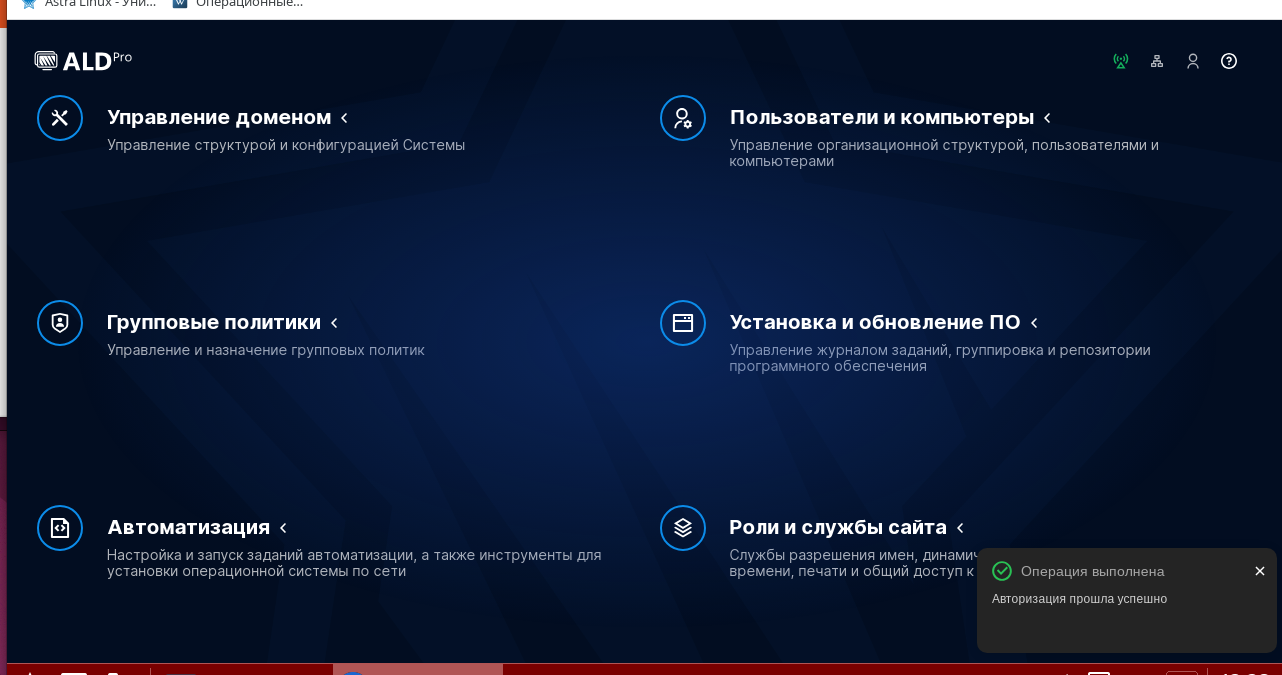 Astra Linux - Уни...
Операционные...
ALD Pro
Управление доменом
Управление структурой и конфигурацией Системы
Пользователи и компьютеры
Управление организационной структурой, пользователями и
компьютерами
Групповые политики
Управление и назначение групповых политик
Установка и обновление ПО
Управление журналом заданий, группировка и репозитории
программного обеспечения
Автоматизация
Настройка и запуск заданий автоматизации, а также инструменты для
установки операционной системы по сети
Роли и службы сайта
Службы разрешения имен,
времени, печати и общий доступ к
Операция выполнена
Авторизация прошла успешно